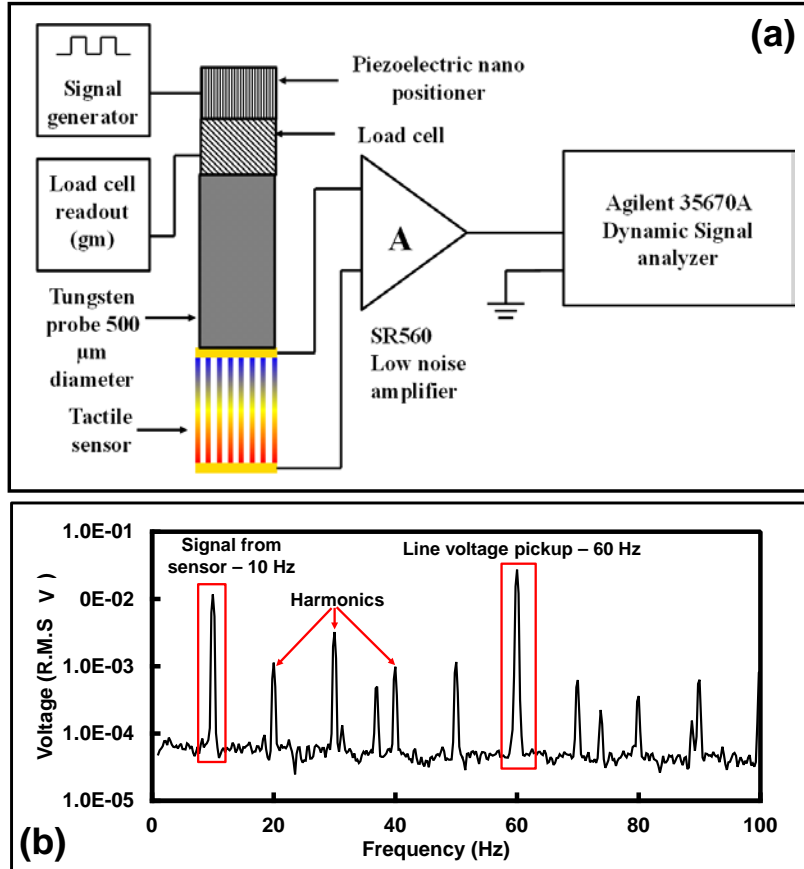 (a)
Signal
generator
Piezoelectric nano
positioner
Load cell
Load cell
readout
(gm)
A
Agilent 35670A
Dynamic Signal
analyzer
Tungsten
probe 500
µm
diameter
SR560
Low noise
amplifier
Tactile
sensor
1.0E-01
Signal from
sensor – 10 Hz
Line voltage pickup – 60 Hz
0E-02
Harmonics
1.0E-03
1.0E-04
1.0E-05
Voltage (R.M.S V )
0 20 40 60 80 100
Frequency (Hz)
(b)